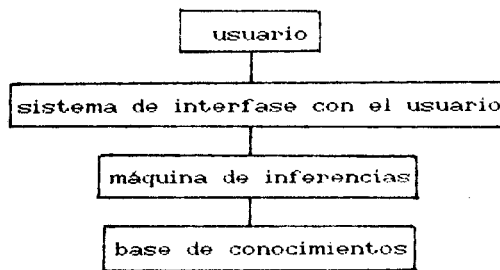 usuario
sistema de interfase con el usuario
máquina de inferencias
base de conocimientos